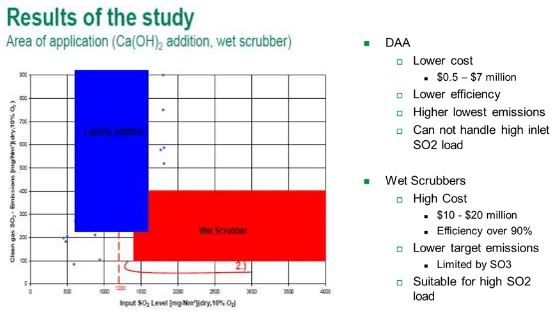 Results of the study
Area of application (Ca(OH)2 addition, wet scrubber)
Clean gas SO2 - Emissions [mg/Nm³](dry,10% O2)
900
800
700
600
500
400
300
200
100
0
Ca(OH)2 Addition
Wet Scrubber
2.)
0
500
1000
1200
1500
2000
2500
3000
3500
4000
Input SO2 Level [mg/Nm³](dry,10% O2)
DAA
Lower cost
$0.5 – $7 million
Lower efficiency
Higher lowest emissions
Can not handle high inlet
SO2 load
Wet Scrubbers
High Cost
$10 - $20 million
Efficiency over 90%
Lower target emissions
Limited by SO3
Suitable for high SO2
load